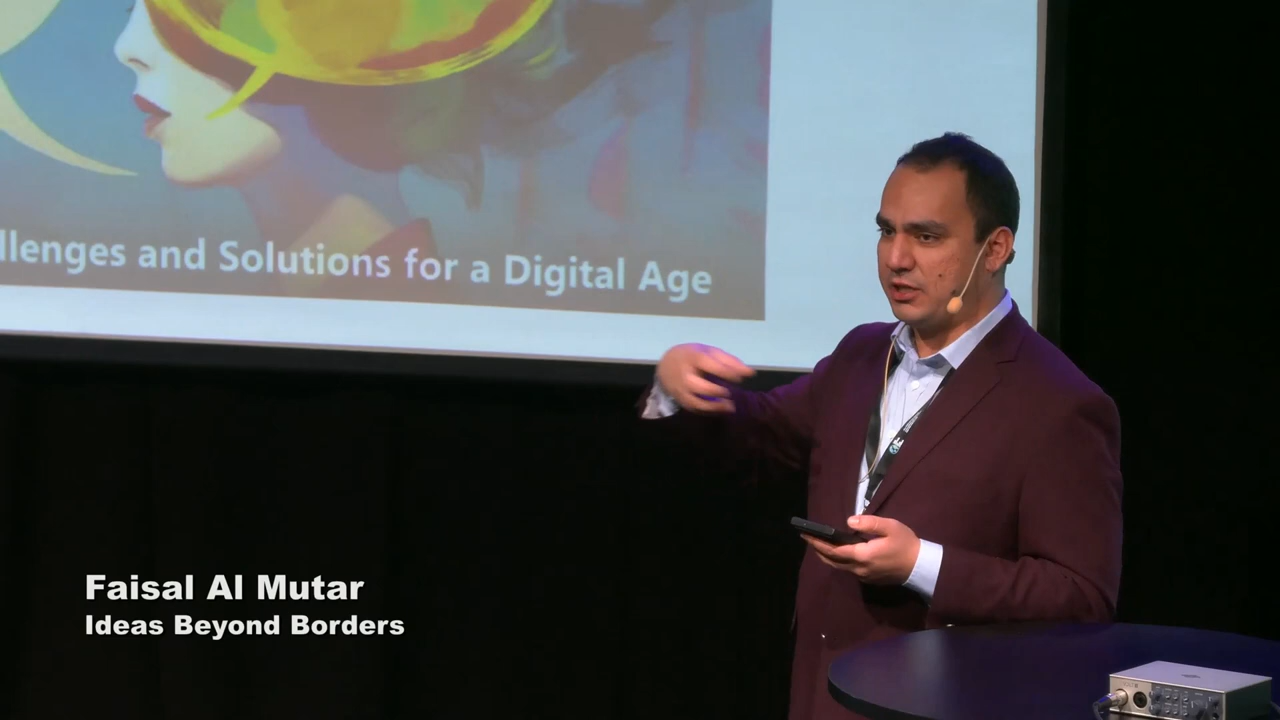 llenges and Solutions for a Digital Age
Faisal Al Mutar
Ideas Beyond Borders